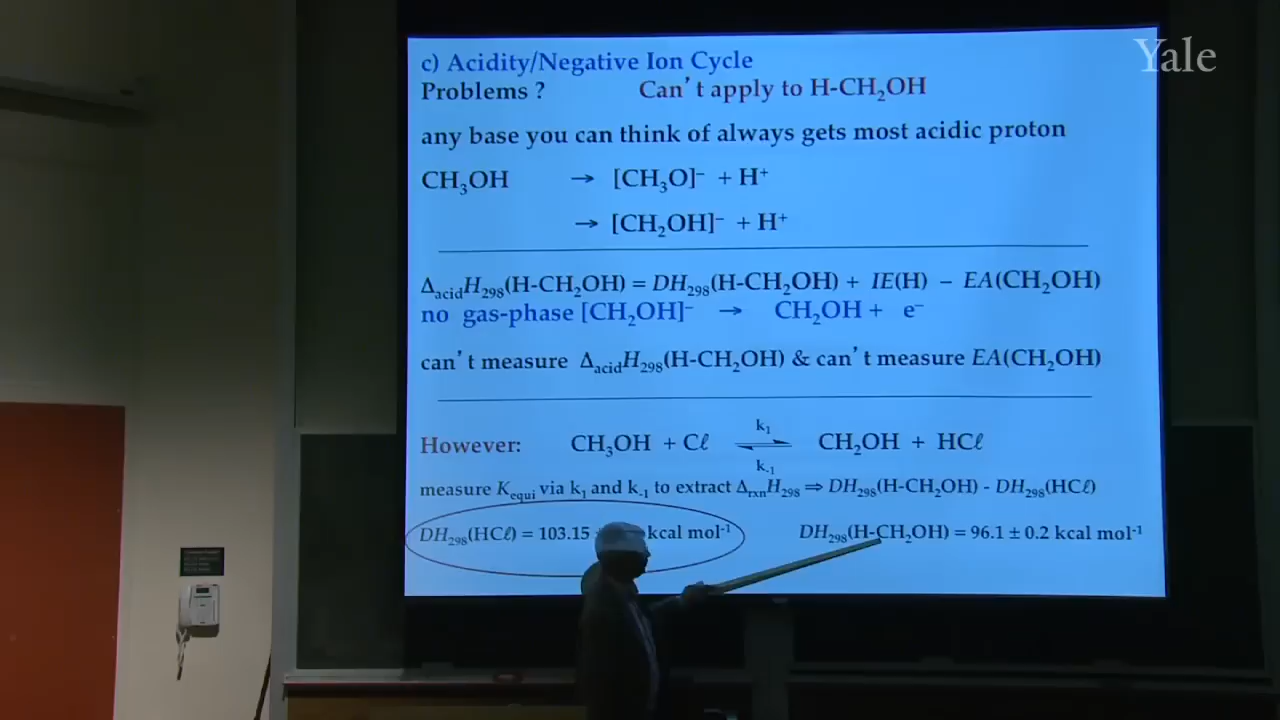 Yale
c) Acidity/Negative Ion Cycle
Problems ? Can't apply to H-CH₂OH
any base you can think of always gets most acidic proton
CH₃OH → [CH₃O]⁻ + H⁺
→ [CH₂OH]⁻ + H⁺
ΔacidH₂₉₈(H-CH₂OH) = DH₂₉₈(H-CH₂OH) + IE(H) – EA(CH₂OH)
no gas-phase [CH₂OH]⁻ → CH₂OH + e⁻
can't measure ΔacidH₂₉₈(H-CH₂OH) & can't measure EA(CH₂OH)
k₁
However: CH₃OH + Cℓ ⇌ CH₂OH + HCℓ
k₋₁
measure Kequi via k₁ and k₋₁ to extract ΔrxnH₂₉₈ ⇒ DH₂₉₈(H-CH₂OH) - DH₂₉₈(HCℓ)
DH₂₉₈(HCℓ) = 103.15 kcal mol⁻¹ DH₂₉₈(H-CH₂OH) = 96.1 ± 0.2 kcal mol⁻¹